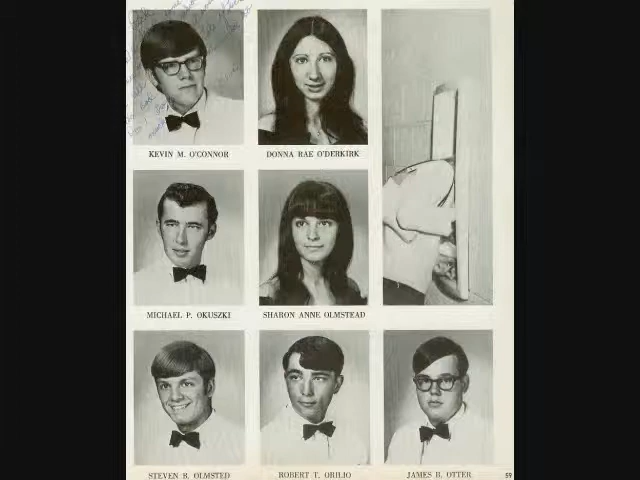 KEVIN M. O'CONNOR
DONNA RAE O'DERKIRK
MICHAEL P. OKUSZKI
SHARON ANNE OLMSTEAD
STEVEN B. OLMSTED
ROBERT T. ORILIO
JAMES B. OTTER
59